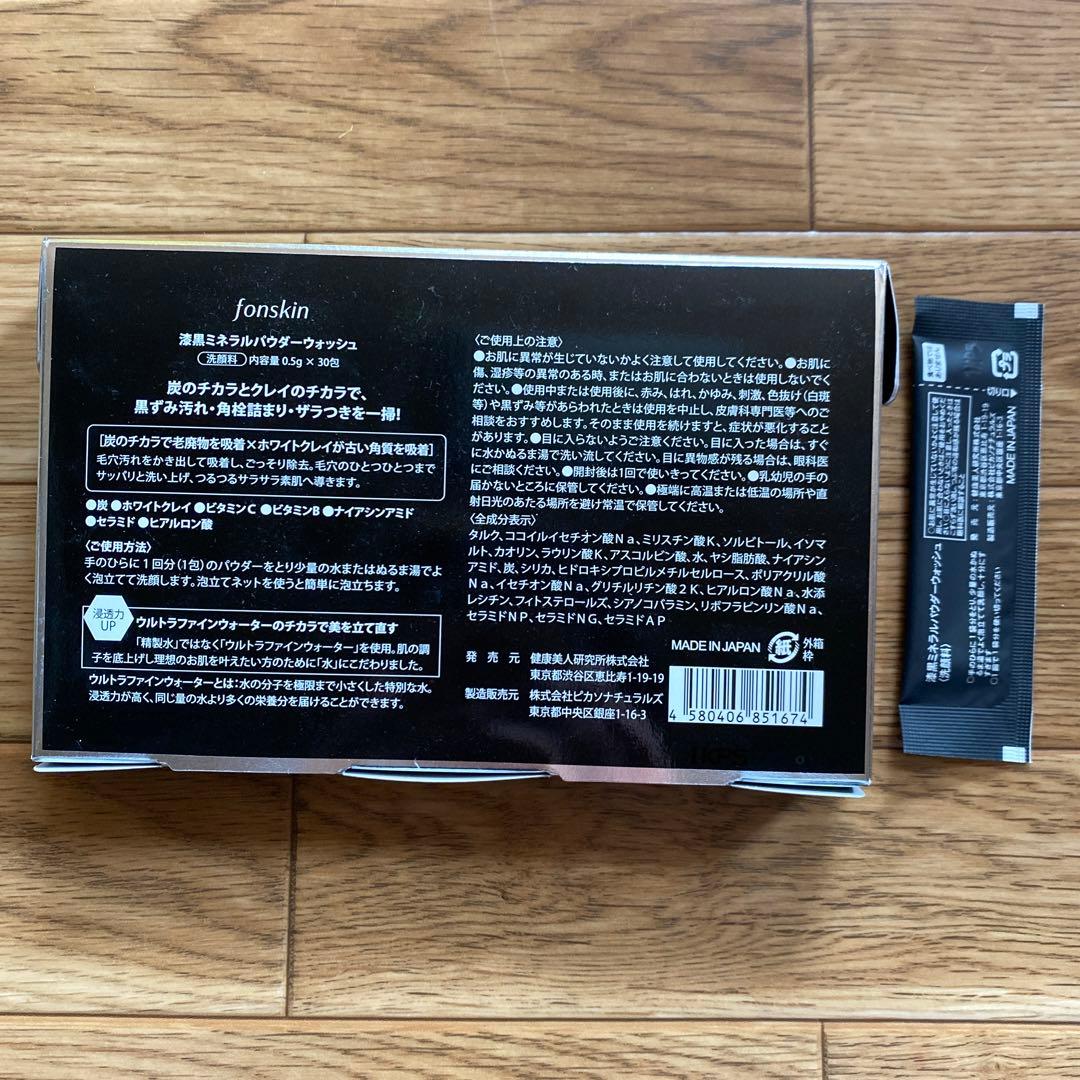 fonskin
漆黒ミネラルパウダーウォッシュ
洗顔料 内容量 0.5g × 30包
炭のチカラとクレイのチカラで、
黒ずみ汚れ・角栓詰まり・ザラつきを一掃!
[炭のチカラで老廃物を吸着×ホワイトクレイが古い角質を吸着]
毛穴汚れをかき出して吸着し、ごっそり除去。毛穴のひとつひとつまで
サッパリと洗い上げ、つるつるサラサラ素肌へ導きます。
●炭 ●ホワイトクレイ ●ビタミンC ●ビタミンB ●ナイアシンアミド
●セラミド ●ヒアルロン酸
〈ご使用方法〉
手のひらに1回分(1包)のパウダーをとり少量の水またはぬるま湯でよ
く泡立てて洗顔します。泡立てネットを使うと簡単に泡立ちます。
浸透力
UP
ウルトラファインウォーターのチカラで美を立て直す
「精製水」ではなく「ウルトラファインウォーター」を使用。肌の調
子を底上げし理想のお肌を叶えたい方のために「水」にこだわりました。
ウルトラファインウォーターとは:水の分子を極限まで小さくした特別な水。
浸透力が高く、同じ量の水より多くの栄養分を届けることができます。
〈ご使用上の注意〉
●お肌に異常が生じていないかよく注意して使用してください。●お肌に
傷、湿疹等の異常のある時、またはお肌に合わないときは使用しないでく
ださい。●使用中または使用後に、赤み、はれ、かゆみ、刺激、色抜け(白斑
等)や黒ずみ等があらわれたときは使用を中止し、皮膚科専門医等へのご
相談をおすすめします。そのまま使用を続けますと、症状が悪化することが
あります。●目に入らないようご注意ください。目に入った場合は、すぐ
に水かぬるま湯で洗い流してください。目に異物感が残る場合は、眼科医
にご相談ください。●開封後は1回で使いきってください。●乳幼児の手の
届かないところに保管してください。●極端に高温または低温の場所や直
射日光のあたる場所を避け常温で保管してください。
〈全成分表示〉
タルク、ココイルイセチオン酸Na、ミリスチン酸K、ソルビトール、イソマ
ルト、カオリン、ラウリン酸K、アスコルビン酸、水、ヤシ脂肪酸、ナイアシン
アミド、炭、シリカ、ヒドロキシプロピルメチルセルロース、ポリアクリル酸
Na、イセチオン酸Na、グリチルリチン酸2K、ヒアルロン酸Na、水添
レシチン、フィトステロールズ、シアノコバラミン、リボフラビンリン酸Na、
セラミドNP、セラミドNG、セラミドAP
MADE IN JAPAN
紙
外箱
枠
発売元 健康美人研究所株式会社
東京都渋谷区恵比寿1-19-19
製造販売元 株式会社ピカソナチュラルズ
東京都中央区銀座1-16-3
4 580406 851674
漆黒ミネラルパウダーウォッシュ
〈洗顔料〉
切り口
MADE IN JAPAN
プラ